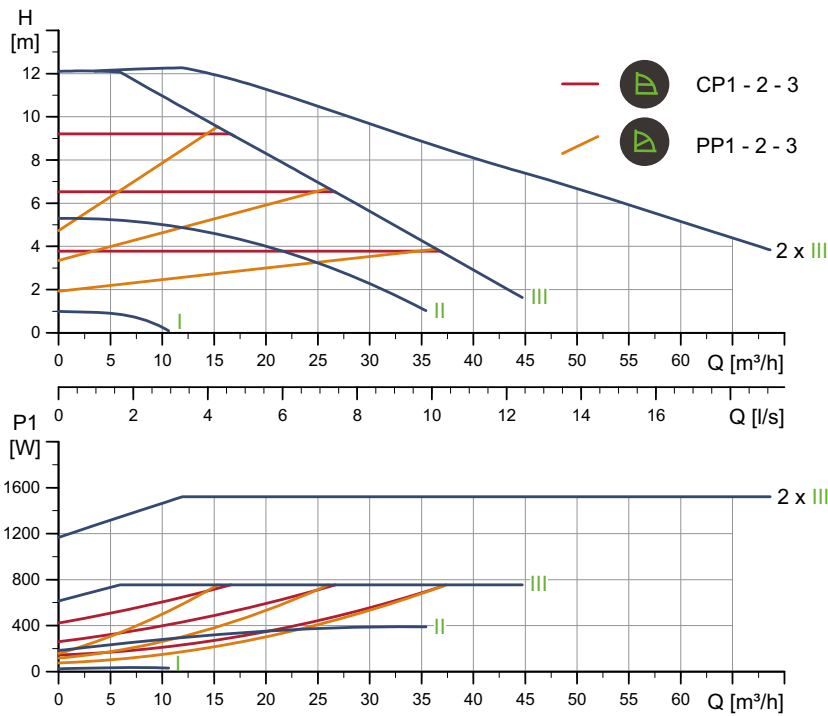 H
[m]
12
10
8
6
4
2
0
CP1 - 2 - 3
PP1 - 2 - 3
2 x III
III
II
I
0 5 10 15 20 25 30 35 40 45 50 55 60 Q [m³/h]
0 2 4 6 8 10 12 14 16 Q [l/s]
P1
[W]
1600
1200
800
400
0
2 x III
III
II
I
0 5 10 15 20 25 30 35 40 45 50 55 60 Q [m³/h]